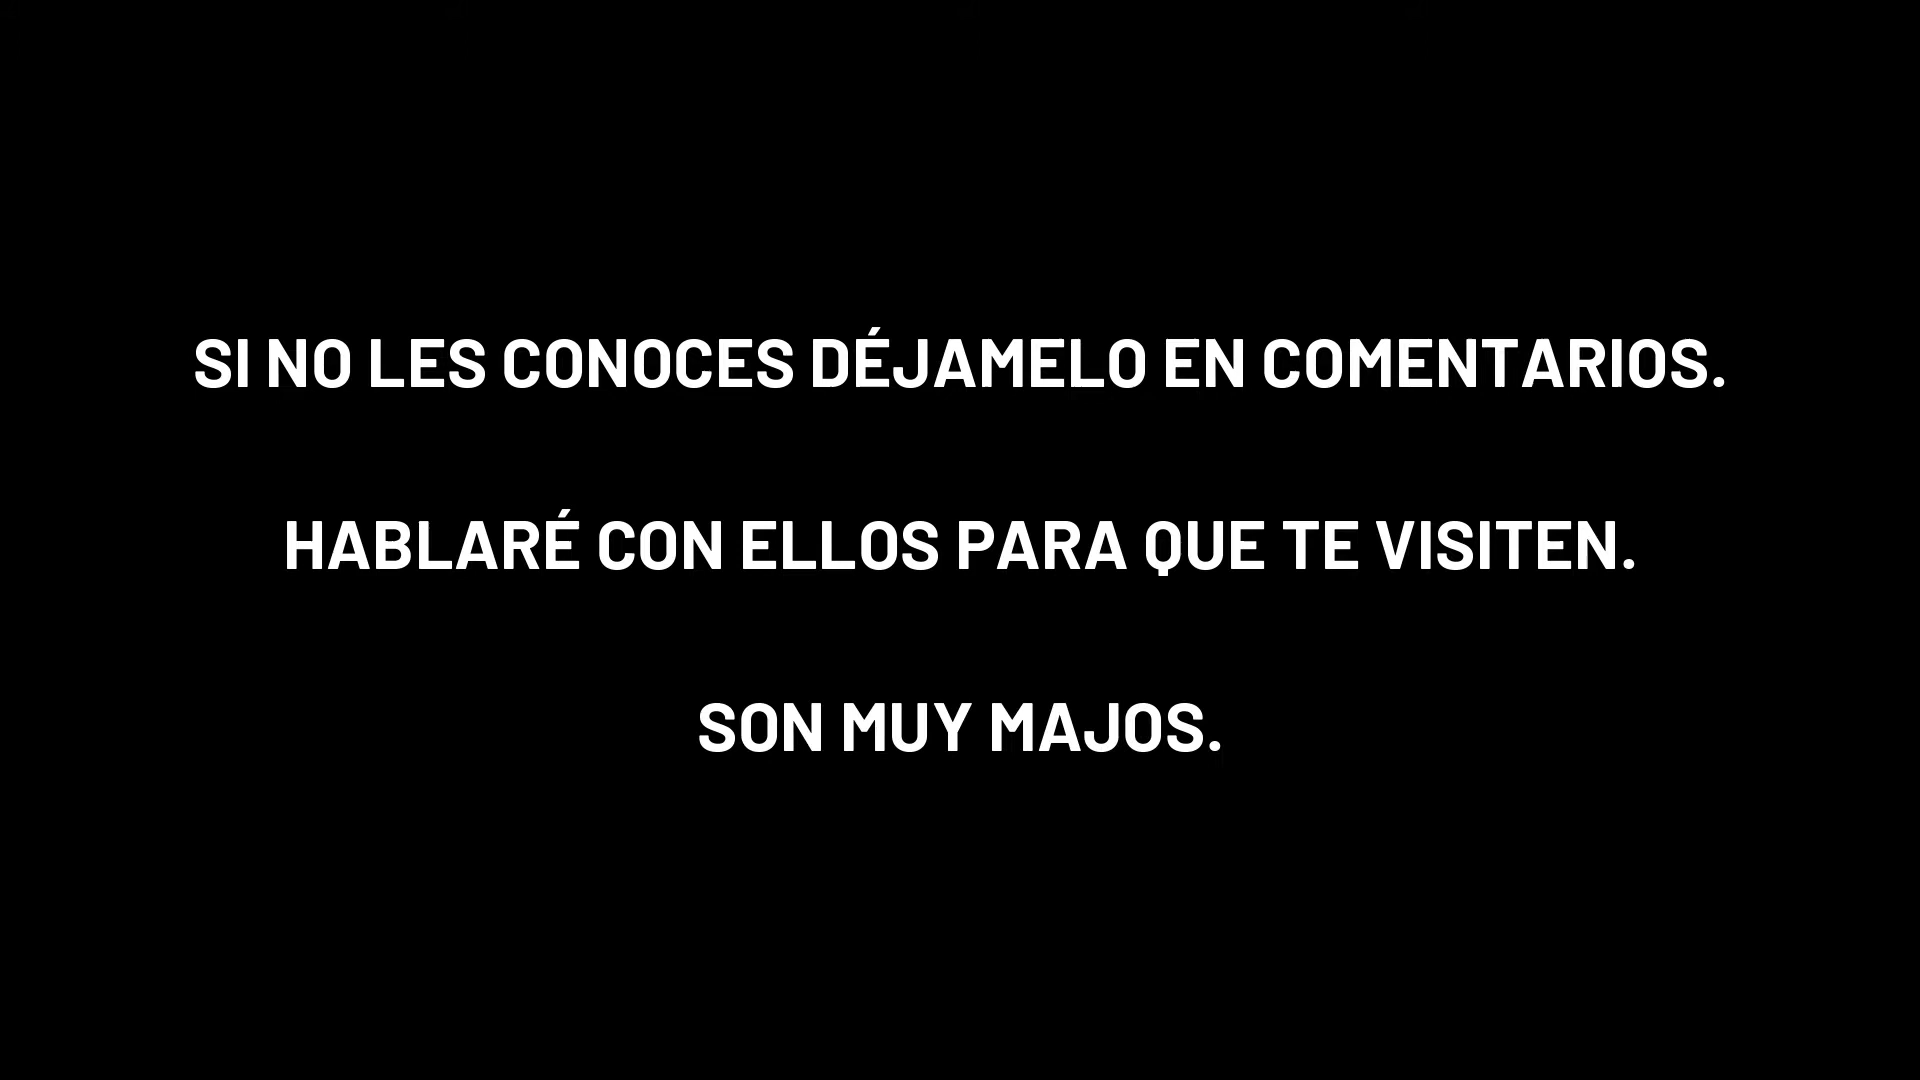 SI NO LES CONOCES DÉJAMELO EN COMENTARIOS.
HABLARÉ CON ELLOS PARA QUE TE VISITEN.
SON MUY MAJOS.